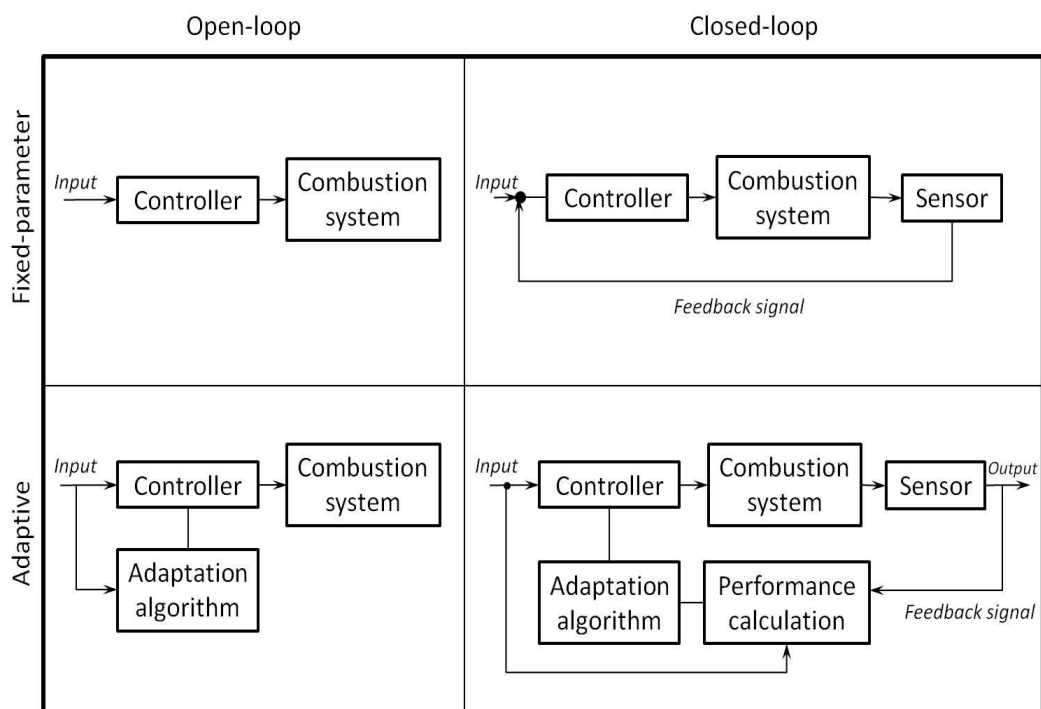 Open-loop
Closed-loop
Fixed-parameter
Input
Controller
Combustion
system
Input
Controller
Combustion
system
Sensor
Feedback signal
Adaptive
Input
Controller
Combustion
system
Adaptation
algorithm
Input
Controller
Combustion
system
Sensor
Output
Adaptation
algorithm
Performance
calculation
Feedback signal